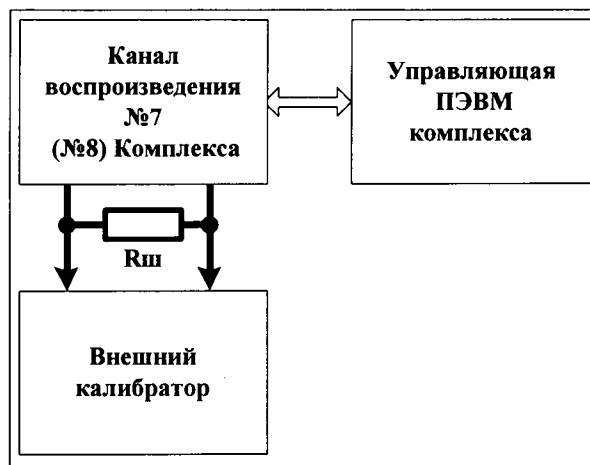 Канал
воспроизведения
№7
(№8) Комплекса
Управляющая
ПЭВМ
комплекса
Rш
Внешний
калибратор